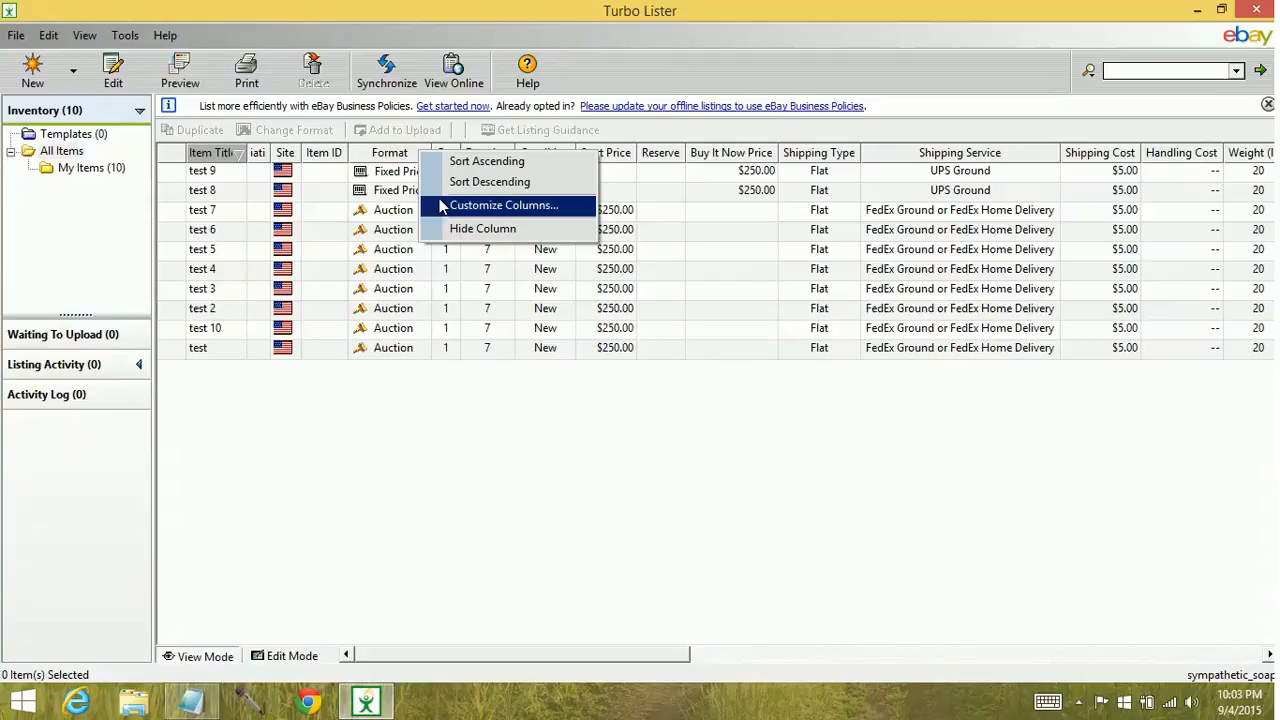 Turbo Lister
File Edit View Tools Help
ebay
New Edit Preview Print Delete Synchronize View Online Help
Inventory (10)
List more efficiently with eBay Business Policies. Get started now. Already opted in? Please update your offline listings to use eBay Business Policies.
Templates (0)
All Items
My Items (10)
Waiting To Upload (0)
Listing Activity (0)
Activity Log (0)
Duplicate Change Format Add to Upload Get Listing Guidance
Item Title iati Site Item ID Format Price Reserve Buy It Now Price Shipping Type Shipping Service Shipping Cost Handling Cost Weight (l
Sort Ascending
Sort Descending
Customize Columns...
Hide Column
test 9 Fixed Pri $250.00 Flat UPS Ground $5.00 -- 20
test 8 Fixed Pri $250.00 Flat UPS Ground $5.00 -- 20
test 7 Auction $250.00 Flat FedEx Ground or FedEx Home Delivery $5.00 -- 20
test 6 Auction 1 7 New $250.00 Flat FedEx Ground or FedEx Home Delivery $5.00 -- 20
test 5 Auction 1 7 New $250.00 Flat FedEx Ground or FedEx Home Delivery $5.00 -- 20
test 4 Auction 1 7 New $250.00 Flat FedEx Ground or FedEx Home Delivery $5.00 -- 20
test 3 Auction 1 7 New $250.00 Flat FedEx Ground or FedEx Home Delivery $5.00 -- 20
test 2 Auction 1 7 New $250.00 Flat FedEx Ground or FedEx Home Delivery $5.00 -- 20
test 10 Auction 1 7 New $250.00 Flat FedEx Ground or FedEx Home Delivery $5.00 -- 20
test Auction 1 7 New $250.00 Flat FedEx Ground or FedEx Home Delivery $5.00 -- 20
View Mode Edit Mode
0 Item(s) Selected
sympathetic_soap
10:03 PM
9/4/2015